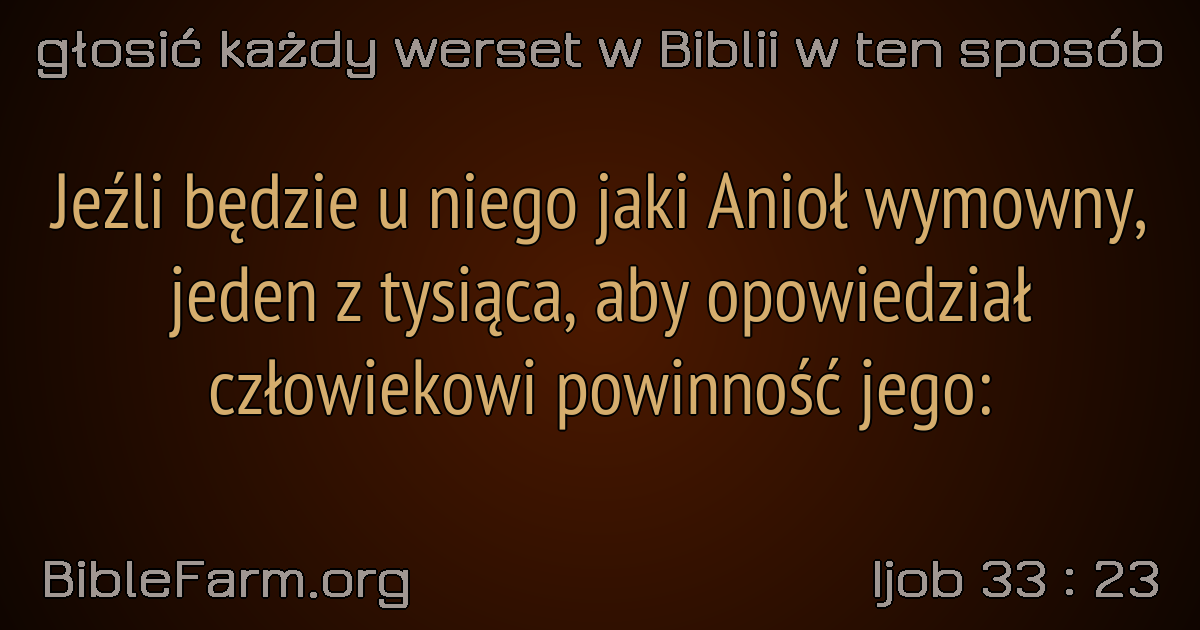 głosić każdy werset w Biblii w ten sposób
Jeźli będzie u niego jaki Anioł wymowny,
jeden z tysiąca, aby opowiedział
człowiekowi powinność jego:
BibleFarm.org
Ijob 33 : 23